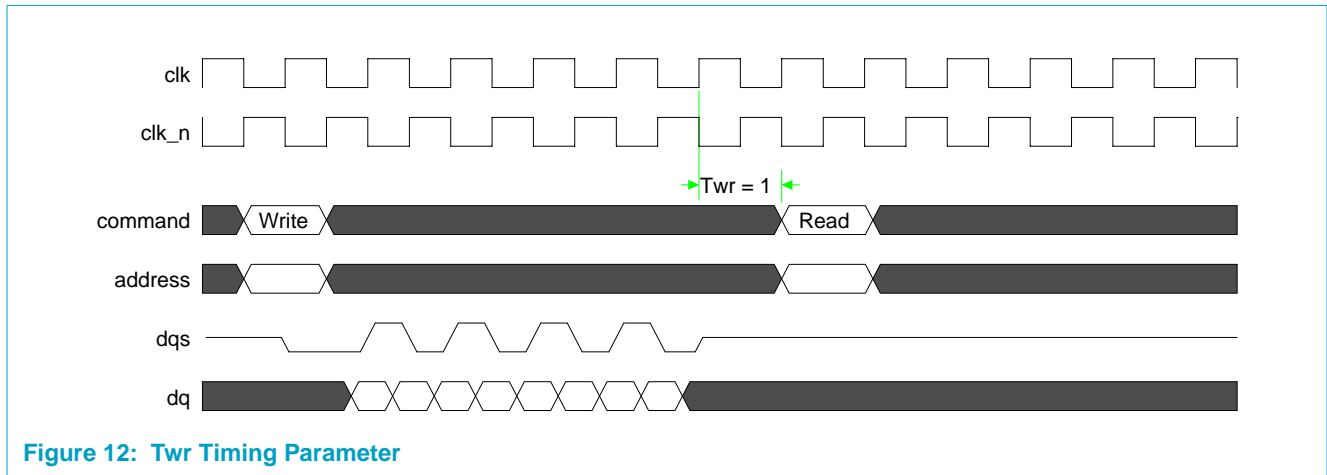 clk
clk_n
Twr = 1
command Write Read
address
dqs
dq
Figure 12: Twr Timing Parameter